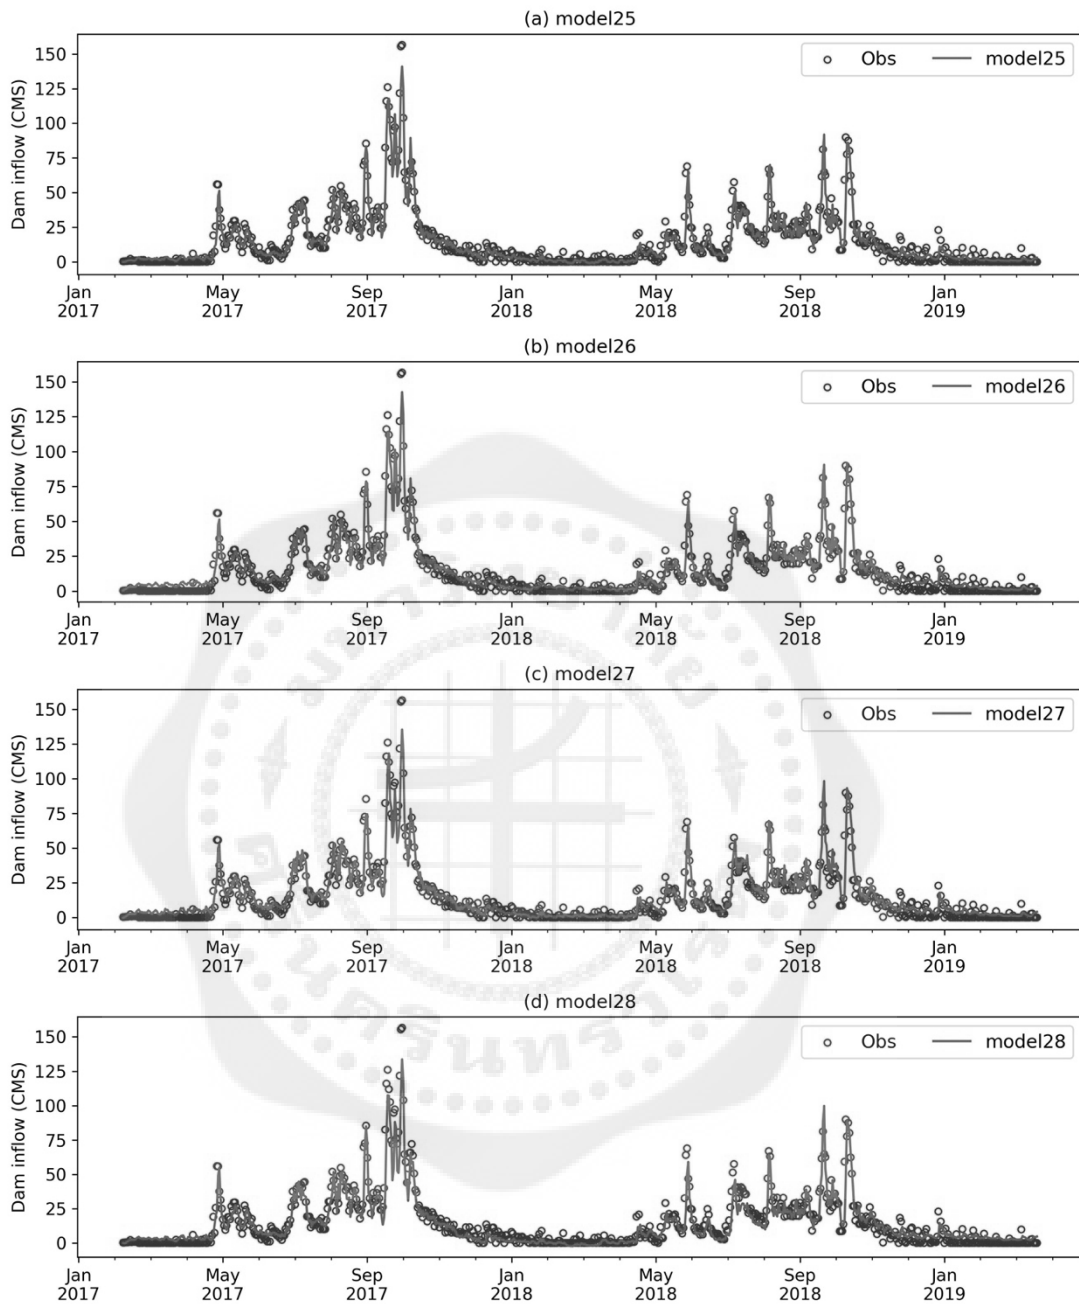 (a) model25
Dam inflow (CMS)
150
125
100
75
50
25
0
Obs
model25
Jan
2017
May
2017
Sep
2017
Jan
2018
May
2018
Sep
2018
Jan
2019
(b) model26
Dam inflow (CMS)
150
125
100
75
50
25
0
Obs
model26
Jan
2017
May
2017
Sep
2017
Jan
2018
May
2018
Sep
2018
Jan
2019
(c) model27
Dam inflow (CMS)
150
125
100
75
50
25
0
Obs
model27
Jan
2017
May
2017
Sep
2017
Jan
2018
May
2018
Sep
2018
Jan
2019
(d) model28
Dam inflow (CMS)
150
125
100
75
50
25
0
Obs
model28
Jan
2017
May
2017
Sep
2017
Jan
2018
May
2018
Sep
2018
Jan
2019